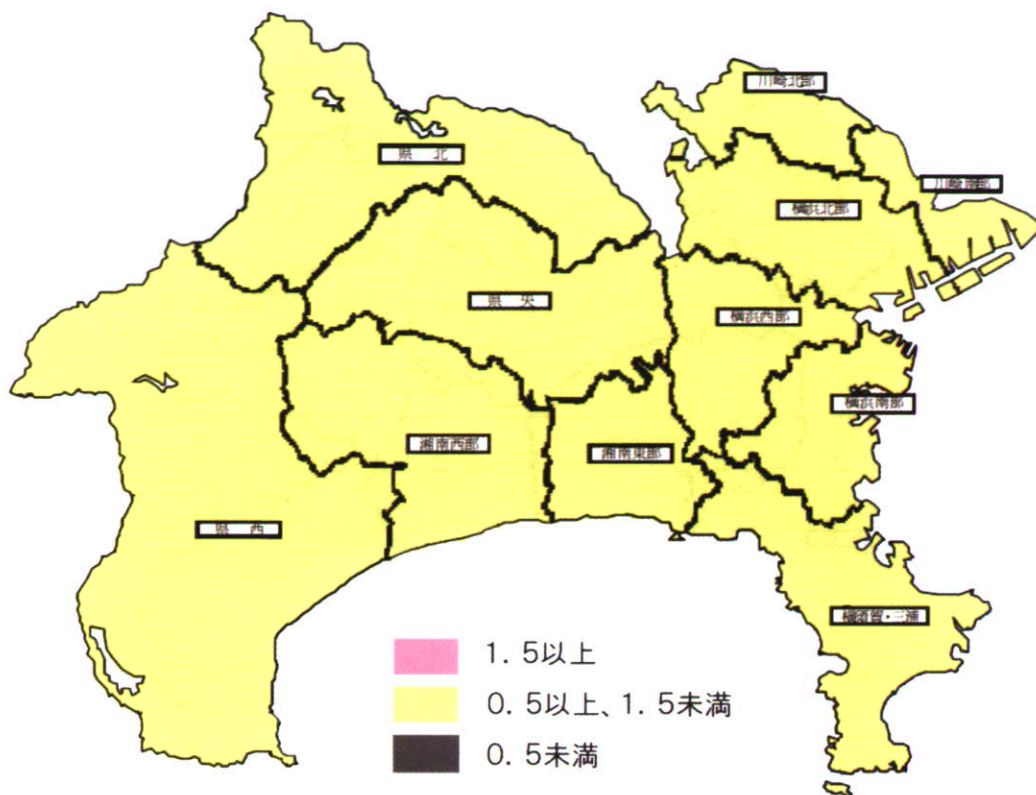 川崎北部
県 北
川崎南部
横浜北部
県 央
横浜西部
横浜南部
湘南西部
湘南東部
県 西
横須賀・三浦
1. 5以上
0. 5以上、1. 5未満
0. 5未満